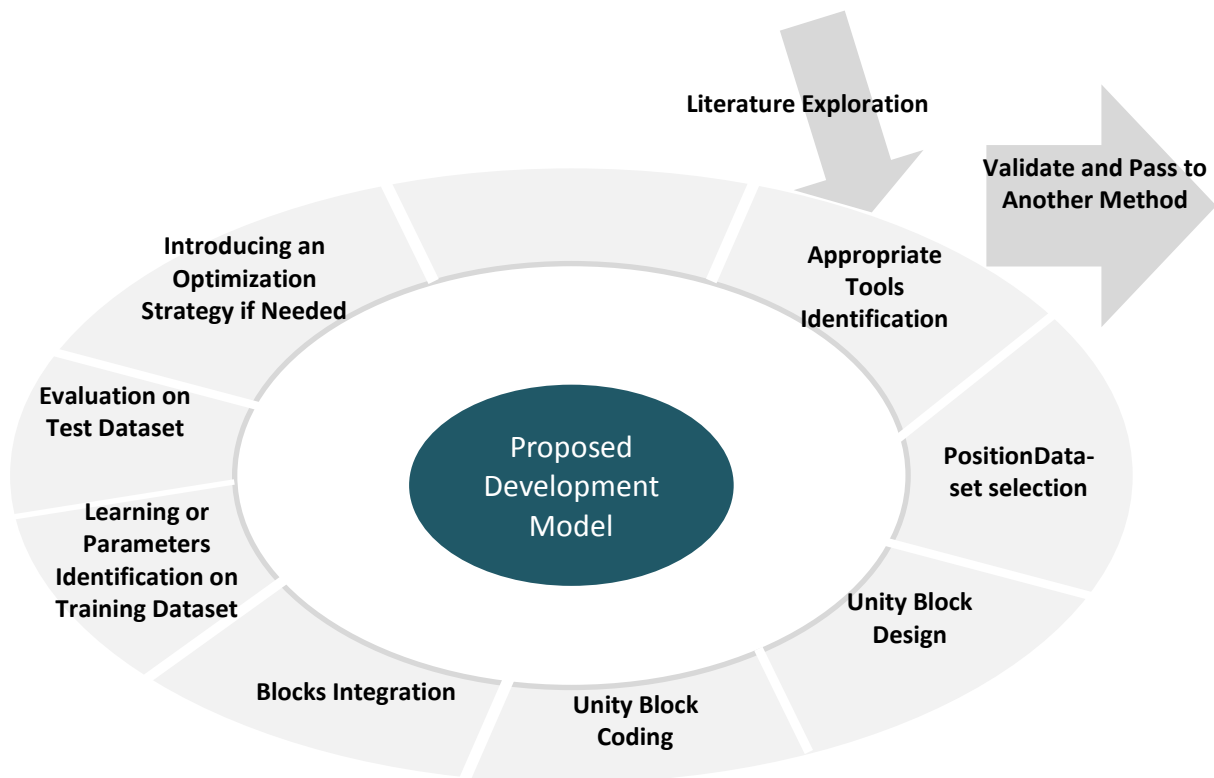 Literature Exploration
Validate and Pass to
Another Method
Appropriate
Tools
Identification
PositionData-
set selection
Unity Block
Design
Unity Block
Coding
Blocks Integration
Learning or
Parameters
Identification on
Training Dataset
Evaluation on
Test Dataset
Introducing an
Optimization
Strategy if Needed
Proposed
Development
Model